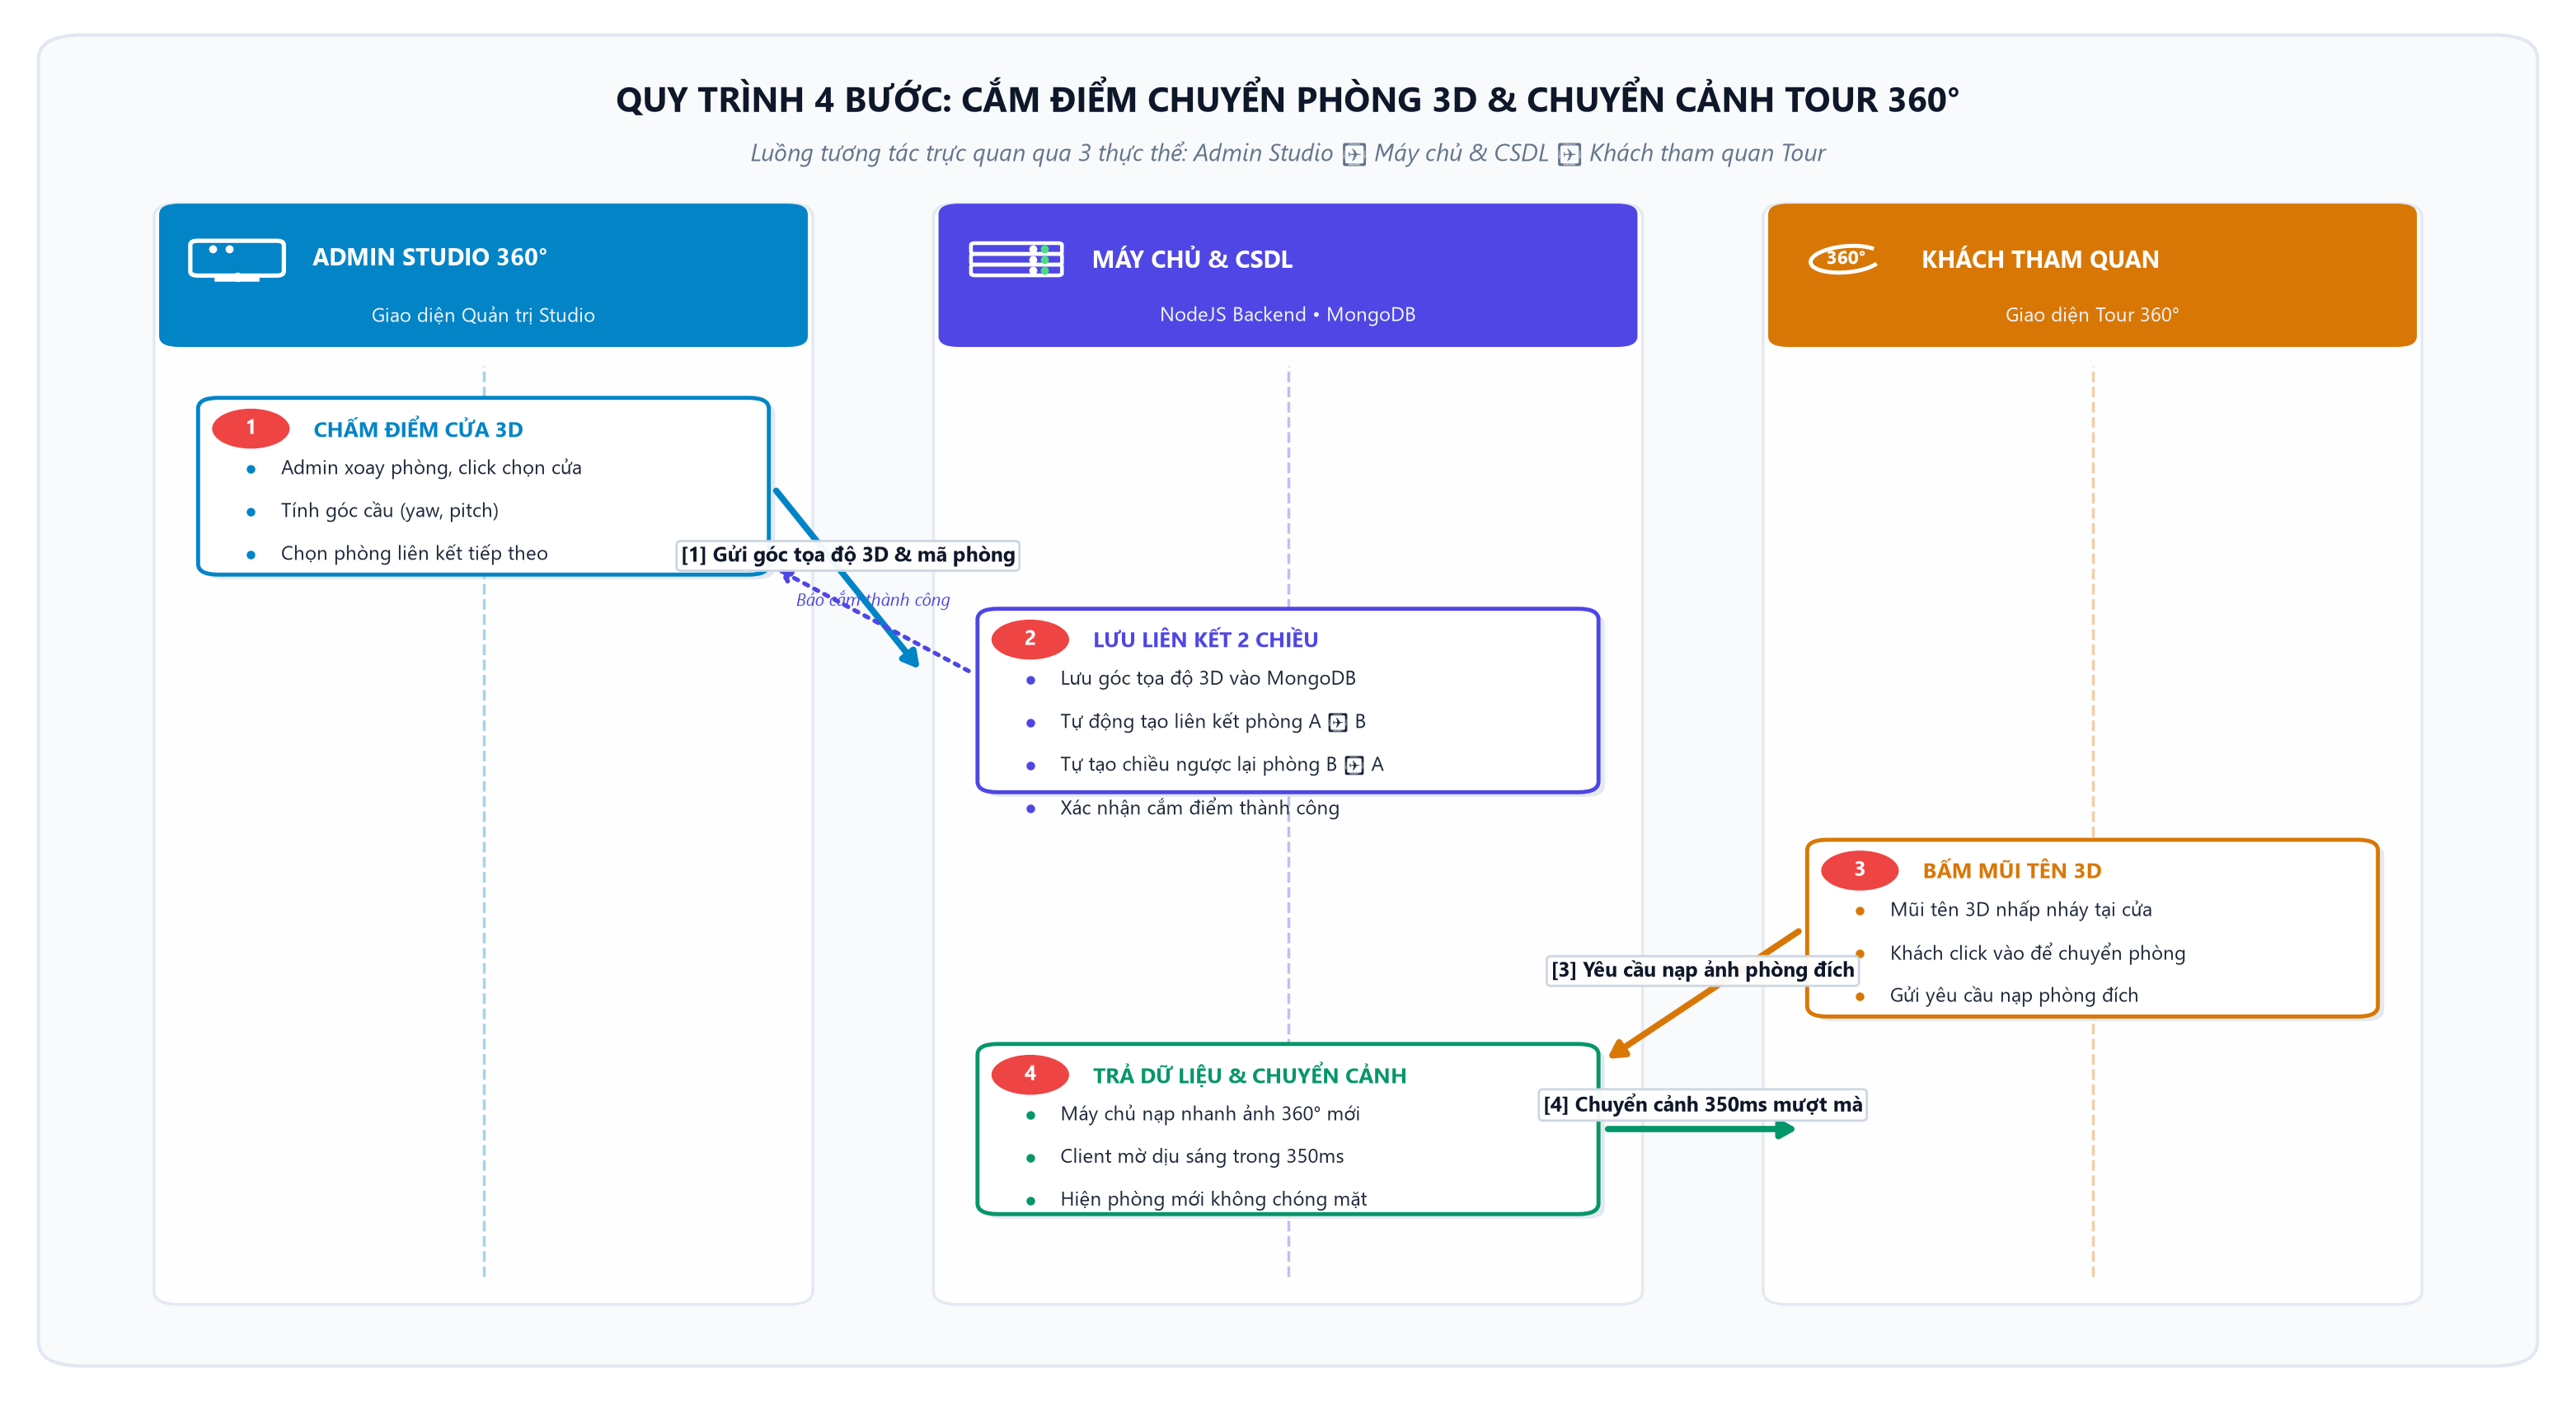 QUY TRÌNH 4 BƯỚC: CẮM ĐIỂM CHUYỂN PHÒNG 3D & CHUYỂN CẢNH TOUR 360°
Luồng tương tác trực quan qua 3 thực thể: Admin Studio ✈ Máy chủ & CSDL ✈ Khách tham quan Tour
ADMIN STUDIO 360°
Giao diện Quản trị Studio
MÁY CHỦ & CSDL
NodeJS Backend • MongoDB
360°
KHÁCH THAM QUAN
Giao diện Tour 360°
1
CHẤM ĐIỂM CỬA 3D
• Admin xoay phòng, click chọn cửa
• Tính góc cầu (yaw, pitch)
• Chọn phòng liên kết tiếp theo
[1] Gửi góc tọa độ 3D & mã phòng
Báo cắm thành công
2
LƯU LIÊN KẾT 2 CHIỀU
• Lưu góc tọa độ 3D vào MongoDB
• Tự động tạo liên kết phòng A ✈ B
• Tự tạo chiều ngược lại phòng B ✈ A
• Xác nhận cắm điểm thành công
3
BẤM MŨI TÊN 3D
• Mũi tên 3D nhấp nháy tại cửa
• Khách click vào để chuyển phòng
• Gửi yêu cầu nạp phòng đích
[3] Yêu cầu nạp ảnh phòng đích
4
TRẢ DỮ LIỆU & CHUYỂN CẢNH
• Máy chủ nạp nhanh ảnh 360° mới
• Client mờ dịu sáng trong 350ms
• Hiện phòng mới không chóng mặt
[4] Chuyển cảnh 350ms mượt mà